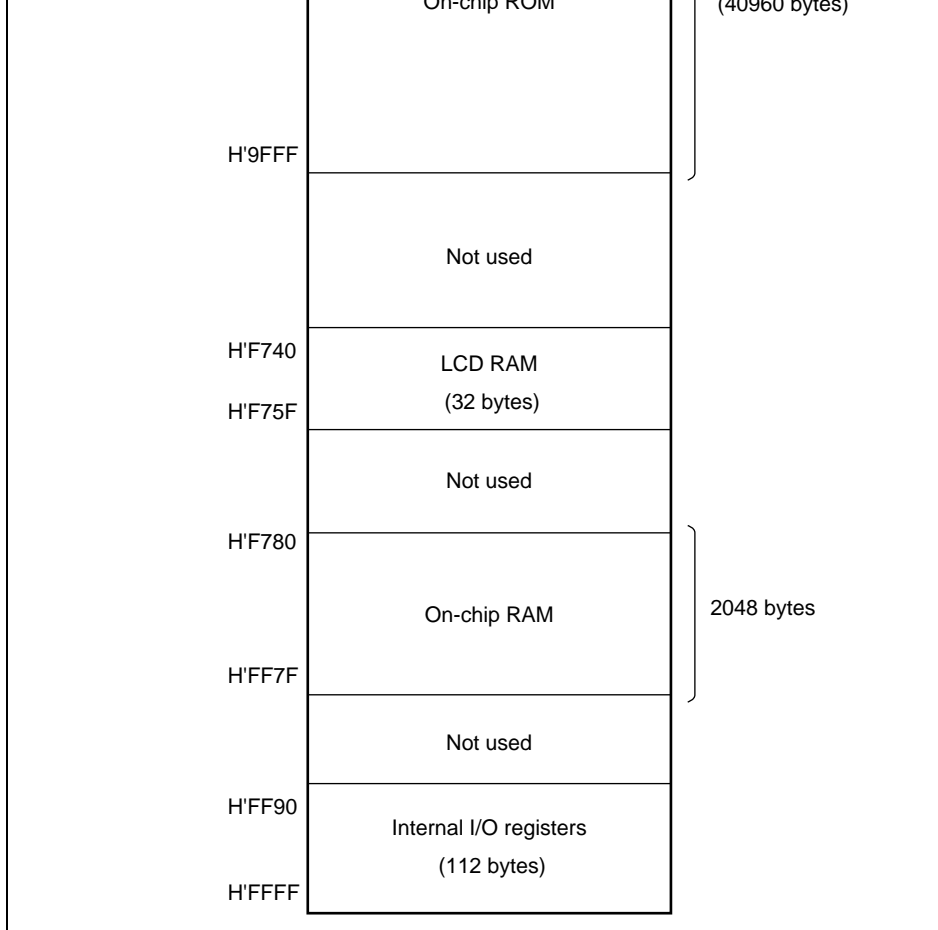 On-chip ROM
(40960 bytes)
H'9FFF
Not used
H'F740
LCD RAM
(32 bytes)
H'F75F
Not used
H'F780
On-chip RAM
2048 bytes
H'FF7F
Not used
H'FF90
Internal I/O registers
(112 bytes)
H'FFFF